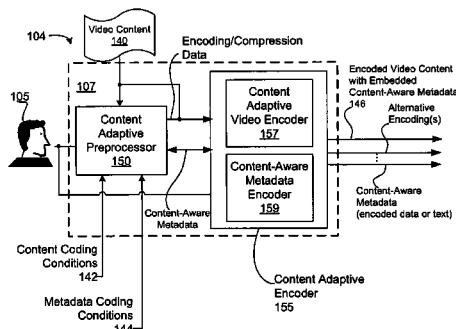 104
Video Content
140
Encoding/Compression
Data
Encoded Video Content
with Embedded
Content-Aware Metadata
146
Alternative
Encoding(s)
107
105
Content
Adaptive
Preprocessor
150
Content
Adaptive
Video Encoder
157
Content-Aware
Metadata
Encoder
159
Content-Aware
Metadata
Content-Aware
Metadata
(encoded data or text)
Content Coding
Conditions
142
Metadata Coding
Conditions
144
Content Adaptive
Encoder
155